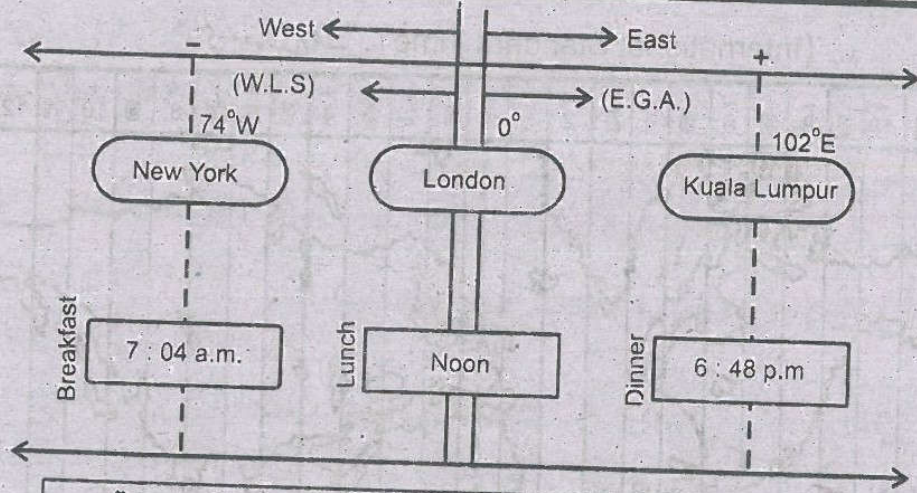 West East
- +
(W.L.S) (E.G.A.)
74°W 0° 102°E
New York London Kuala Lumpur
Breakfast Lunch Dinner
7 : 04 a.m. Noon 6 : 48 p.m